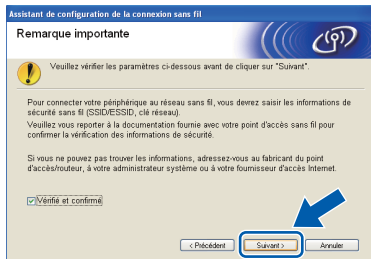 Assistant de configuration de la connexion sans fil
Remarque importante
Veuillez vérifier les paramètres ci-dessous avant de cliquer sur "Suivant".
Pour connecter votre périphérique au réseau sans fil, vous devrez saisir les informations de
sécurité sans fil (SSID/ESSID, clé réseau).
Veuillez vous reporter à la documentation fournie avec votre point d'accès sans fil pour
confirmer la vérification des informations de sécurité.
Si vous ne pouvez pas trouver les informations, adressez-vous au fabricant du point
d'accès/routeur, à votre administrateur système ou à votre fournisseur d'accès Internet.
Vérifié et confirmé
< Précédent Suivant > Annuler